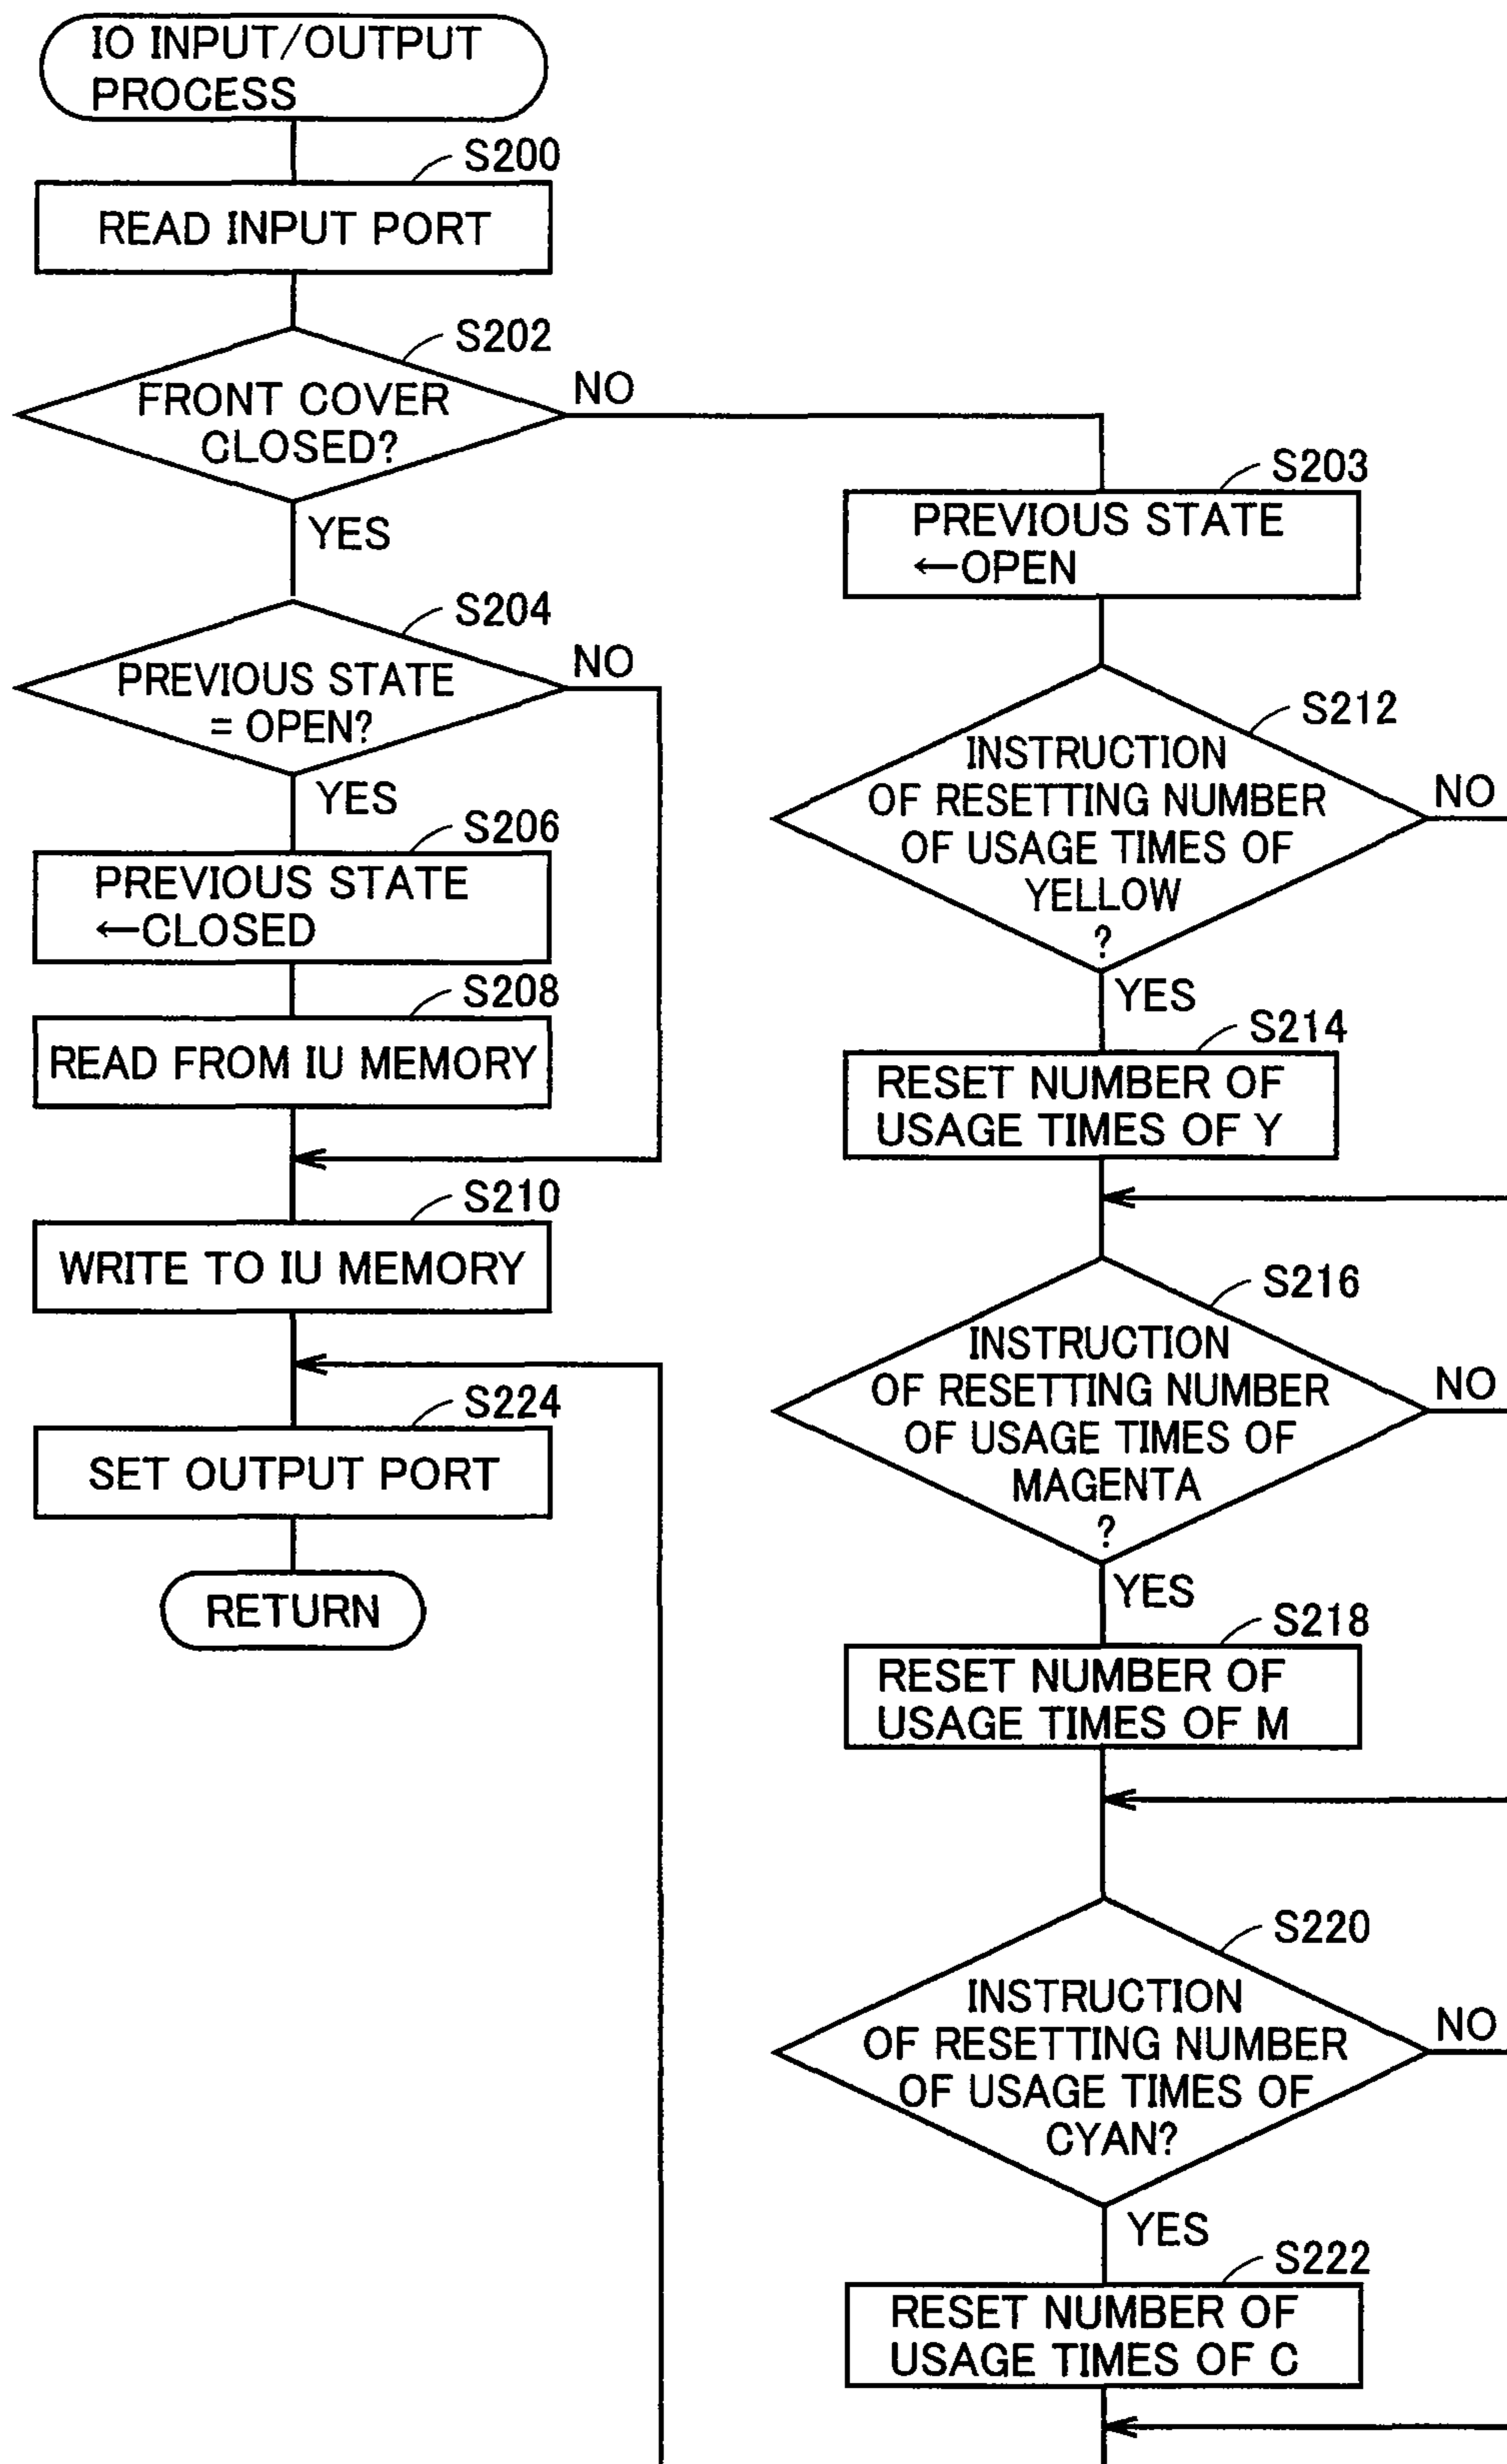 IO INPUT/OUTPUT
PROCESS
S200
READ INPUT PORT
S202
FRONT COVER
CLOSED?
NO
YES
S204
PREVIOUS STATE
= OPEN?
NO
YES
S206
PREVIOUS STATE
←CLOSED
S208
READ FROM IU MEMORY
S210
WRITE TO IU MEMORY
S224
SET OUTPUT PORT
RETURN
S203
PREVIOUS STATE
←OPEN
S212
INSTRUCTION
OF RESETTING NUMBER
OF USAGE TIMES OF
YELLOW
?
NO
YES
S214
RESET NUMBER OF
USAGE TIMES OF Y
S216
INSTRUCTION
OF RESETTING NUMBER
OF USAGE TIMES OF
MAGENTA
?
NO
YES
S218
RESET NUMBER OF
USAGE TIMES OF M
S220
INSTRUCTION
OF RESETTING NUMBER
OF USAGE TIMES OF
CYAN?
NO
YES
S222
RESET NUMBER OF
USAGE TIMES OF C